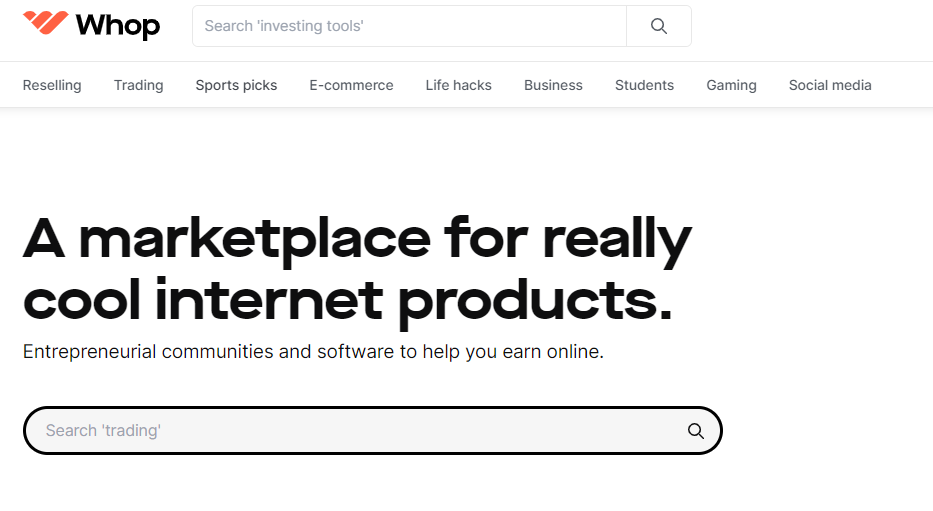 Whop
Search 'investing tools'
Reselling Trading Sports picks E-commerce Life hacks Business Students Gaming Social media
A marketplace for really
cool internet products.
Entrepreneurial communities and software to help you earn online.
Search 'trading'